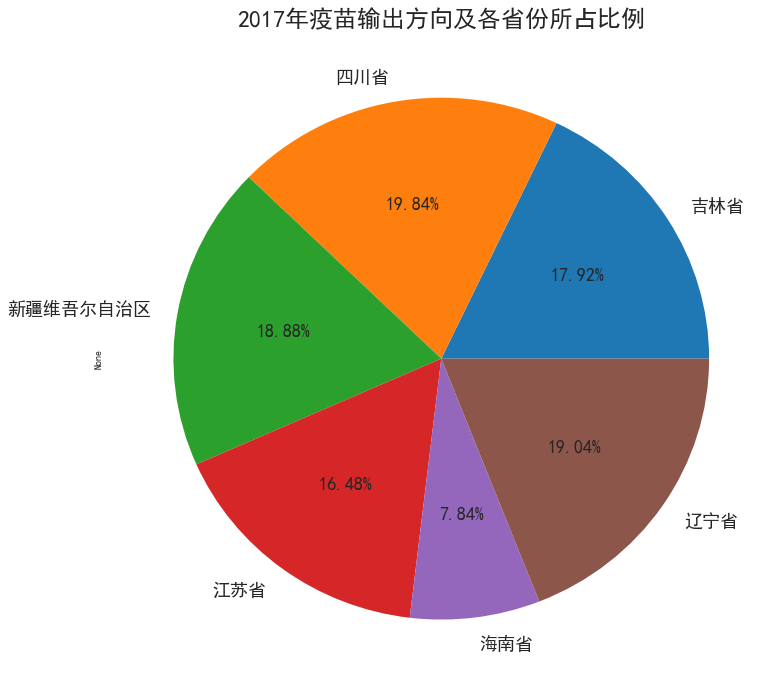 2017年疫苗输出方向及各省份所占比例
四川省
吉林省
19.84%
17.92%
新疆维吾尔自治区
18.88%
None
19.04%
16.48%
7.84%
辽宁省
江苏省
海南省